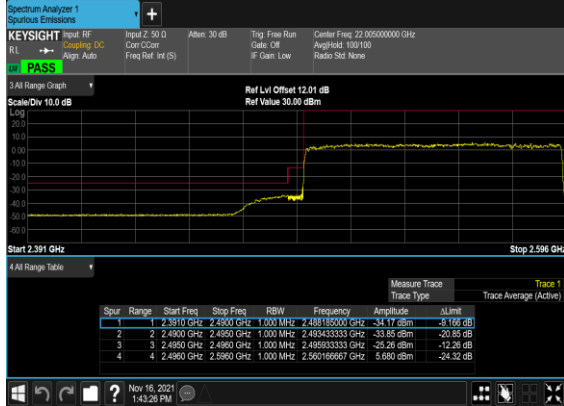 Spectrum Analyzer 1
Spurious Emissions
+
KEYSIGHT Input: RF Input Z: 50 Ω Atten: 30 dB Trig: Free Run Center Freq: 22.005000000 GHz
RL Coupling: DC Corr CCorr Gate: Off Avg|Hold: 100/100
Align: Auto Freq Ref: Int (S) IF Gain: Low Radio Std: None
PASS
3 All Range Graph
Ref Lvl Offset 12.01 dB
Scale/Div 10.0 dB Ref Value 30.00 dBm
Log
20.0
10.0
0.00
-10.0
-20.0
-30.0
-40.0
-50.0
-60.0
Start 2.391 GHz Stop 2.596 GHz
4 All Range Table
Measure Trace Trace 1
Trace Type Trace Average (Active)
Spur Range Start Freq Stop Freq RBW Frequency Amplitude ΔLimit
1 1 2.3910 GHz 2.4900 GHz 1.000 MHz 2.488185000 GHz -34.17 dBm -9.166 dB
2 2 2.4900 GHz 2.4950 GHz 1.000 MHz 2.493433333 GHz -33.85 dBm -20.85 dB
3 3 2.4950 GHz 2.4960 GHz 1.000 MHz 2.495933333 GHz -25.26 dBm -12.26 dB
4 4 2.4960 GHz 2.5960 GHz 1.000 MHz 2.560166667 GHz 5.680 dBm -24.32 dB
? Nov 16, 2021
1:43:26 PM